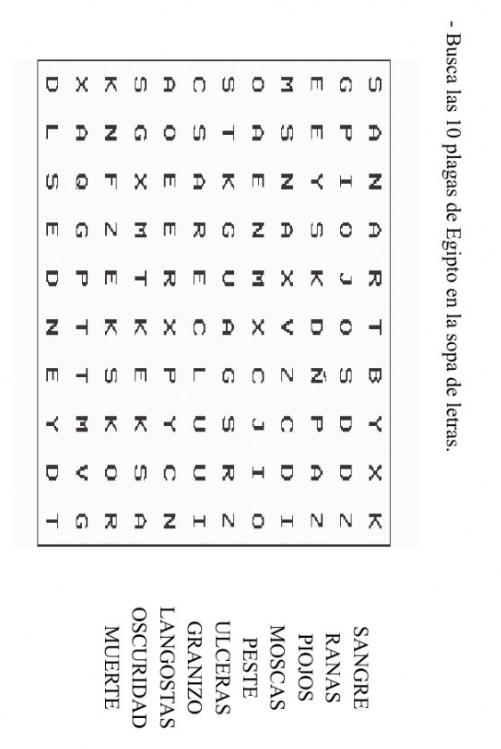 - Busca las 10 plagas de Egipto en la sopa de letras.
S A N A R T B Y X K
G P I O J O S D D Z
E E Y S K D Ñ P A Z
M S N A X V Z C D I
O A E N M X C J I O
S T K G U A G S R Z
C S A R E C L U U I
A O E E R X P Y C N
S G X M T K E K S A
K N F Z E K S K O R
X A Q G P T T M V G
D L S E D N E Y D T
SANGRE
RANAS
PIOJOS
MOSCAS
PESTE
ULCERAS
GRANIZO
LANGOSTAS
OSCURIDAD
MUERTE